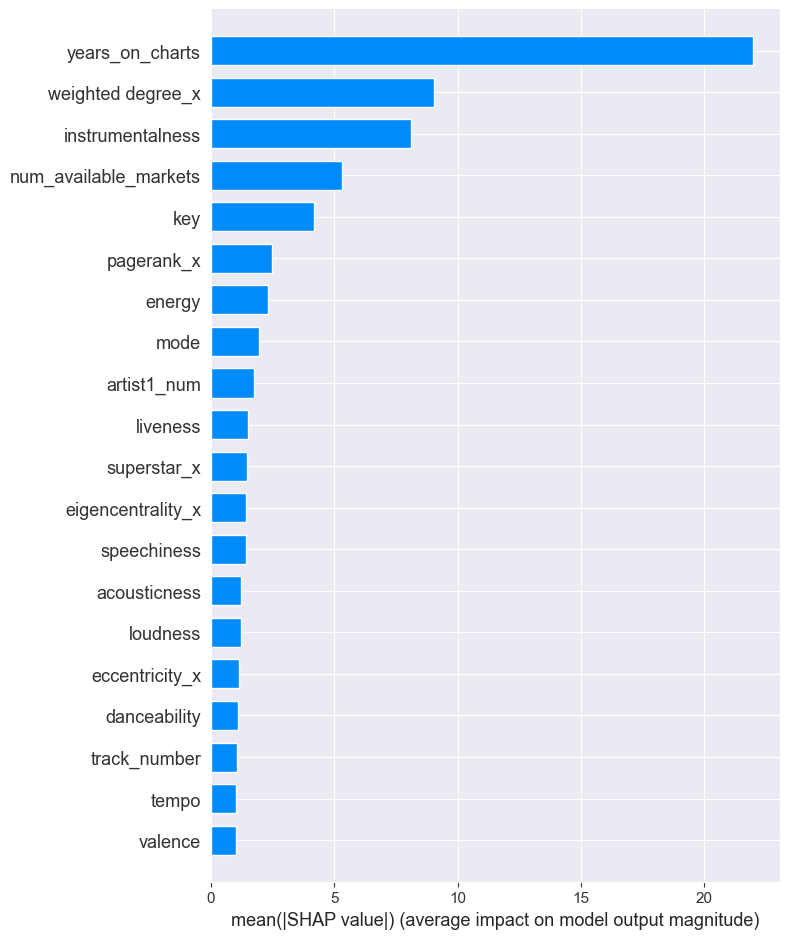 years_on_charts
weighted degree_x
instrumentalness
num_available_markets
key
pagerank_x
energy
mode
artist1_num
liveness
superstar_x
eigencentrality_x
speechiness
acousticness
loudness
eccentricity_x
danceability
track_number
tempo
valence
0 5 10 15 20
mean(|SHAP value|) (average impact on model output magnitude)